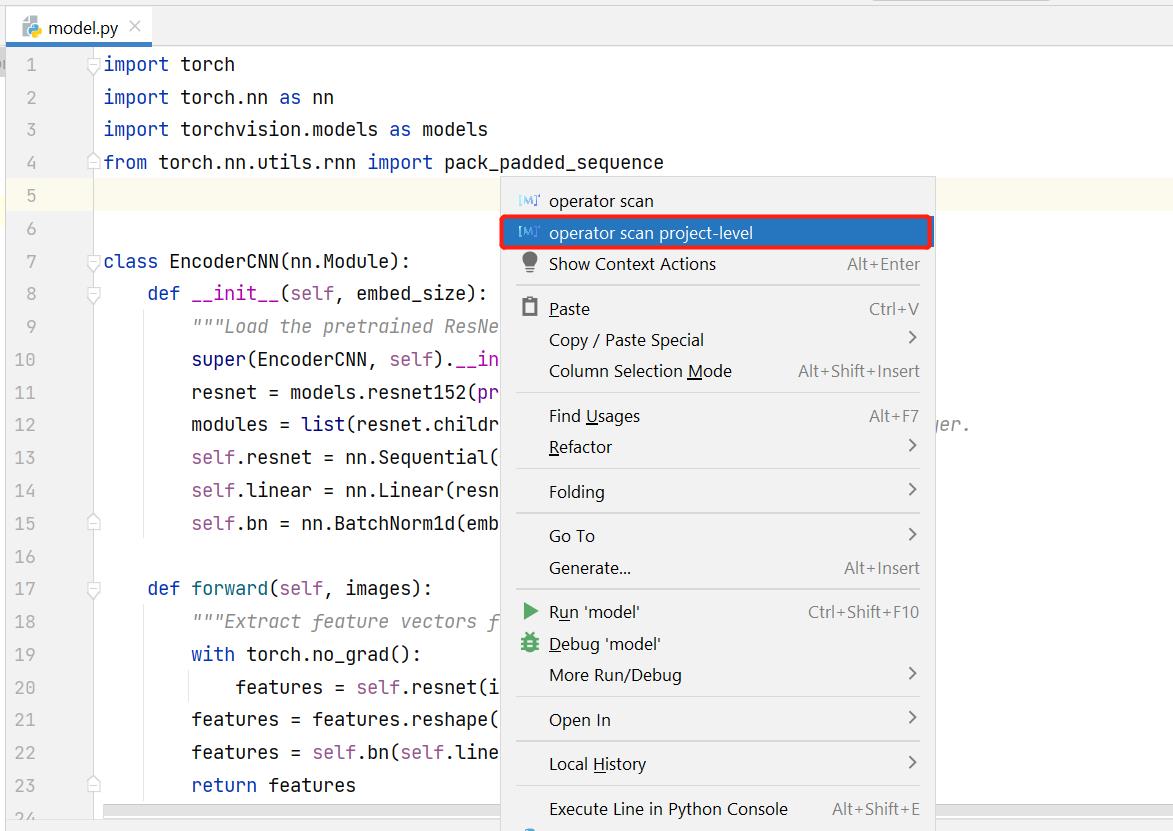 model.py
1 import torch
2 import torch.nn as nn
3 import torchvision.models as models
4 from torch.nn.utils.rnn import pack_padded_sequence
5
6
7 class EncoderCNN(nn.Module):
8 def __init__(self, embed_size):
9 """Load the pretrained ResNe
10 super(EncoderCNN, self).__in
11 resnet = models.resnet152(pr
12 modules = list(resnet.childr er.
13 self.resnet = nn.Sequential(
14 self.linear = nn.Linear(resn
15 self.bn = nn.BatchNorm1d(emb
16
17 def forward(self, images):
18 """Extract feature vectors f
19 with torch.no_grad():
20 features = self.resnet(i
21 features = features.reshape(
22 features = self.bn(self.line
23 return features
24
[M] operator scan
[M] operator scan project-level
Show Context Actions Alt+Enter
Paste Ctrl+V
Copy / Paste Special
Column Selection Mode Alt+Shift+Insert
Find Usages Alt+F7
Refactor
Folding
Go To
Generate... Alt+Insert
Run 'model' Ctrl+Shift+F10
Debug 'model'
More Run/Debug
Open In
Local History
Execute Line in Python Console Alt+Shift+E